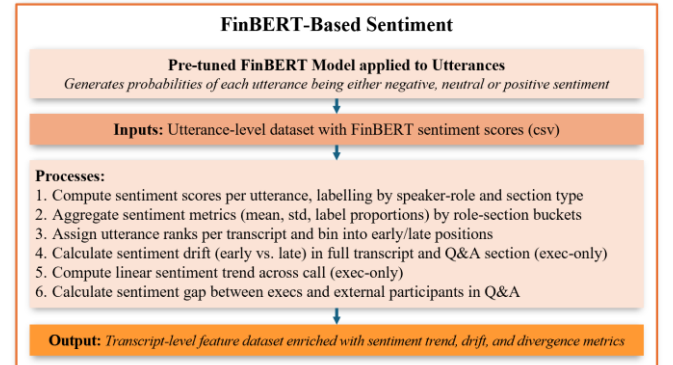 FinBERT-Based Sentiment
Pre-tuned FinBERT Model applied to Utterances
Generates probabilities of each utterance being either negative, neutral or positive sentiment
Inputs: Utterance-level dataset with FinBERT sentiment scores (csv)
Processes:
1. Compute sentiment scores per utterance, labelling by speaker-role and section type
2. Aggregate sentiment metrics (mean, std, label proportions) by role-section buckets
3. Assign utterance ranks per transcript and bin into early/late positions
4. Calculate sentiment drift (early vs. late) in full transcript and Q&A section (exec-only)
5. Compute linear sentiment trend across call (exec-only)
6. Calculate sentiment gap between execs and external participants in Q&A
Output: Transcript-level feature dataset enriched with sentiment trend, drift, and divergence metrics